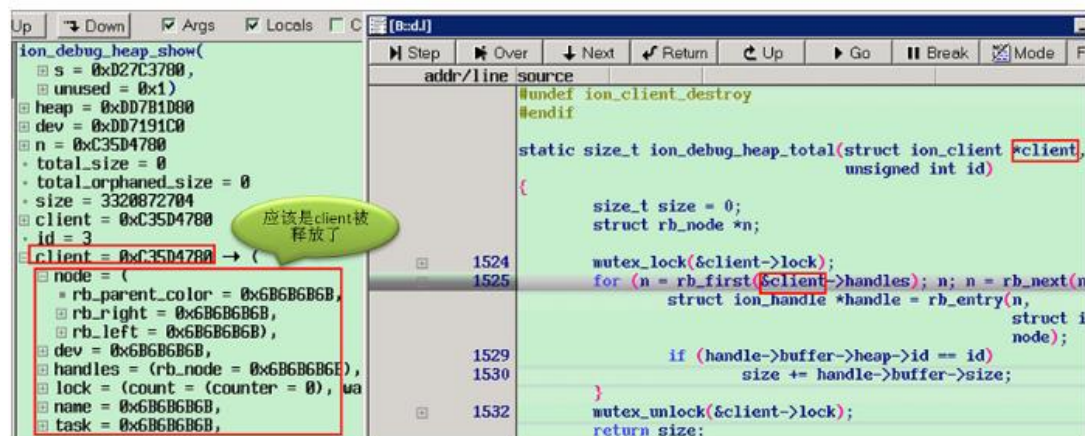 Up
Down
Args
Locals
C
ion_debug_heap_show(
s = 0xD27C3780,
unused = 0x1)
heap = 0xDD7B1D80
dev = 0xDD7191C0
n = 0xC35D4780
total_size = 0
total_orphaned_size = 0
size = 3320872704
client = 0xC35D4780
id = 3
client = 0xC35D4780 → (
node = (
rb_parent_color = 0x6B6B6B6B,
rb_right = 0x6B6B6B6B,
rb_left = 0x6B6B6B6B),
dev = 0x6B6B6B6B,
handles = (rb_node = 0x6B6B6B6B),
lock = (count = (counter = 0), wa
name = 0x6B6B6B6B,
task = 0x6B6B6B6B,
应该是client被
释放了
[B::d.l]
Step
Over
Next
Return
Up
Go
Break
Mode
F
addr/line source
#undef ion_client_destroy
#endif
static size_t ion_debug_heap_total(struct ion_client *client,
unsigned int id)
{
size_t size = 0;
struct rb_node *n;
1524 mutex_lock(&client->lock);
1525 for (n = rb_first(&client->handles); n; n = rb_next(n
struct ion_handle *handle = rb_entry(n,
struct i
node);
1529 if (handle->buffer->heap->id == id)
1530 size += handle->buffer->size;
}
1532 mutex_unlock(&client->lock);
return size;